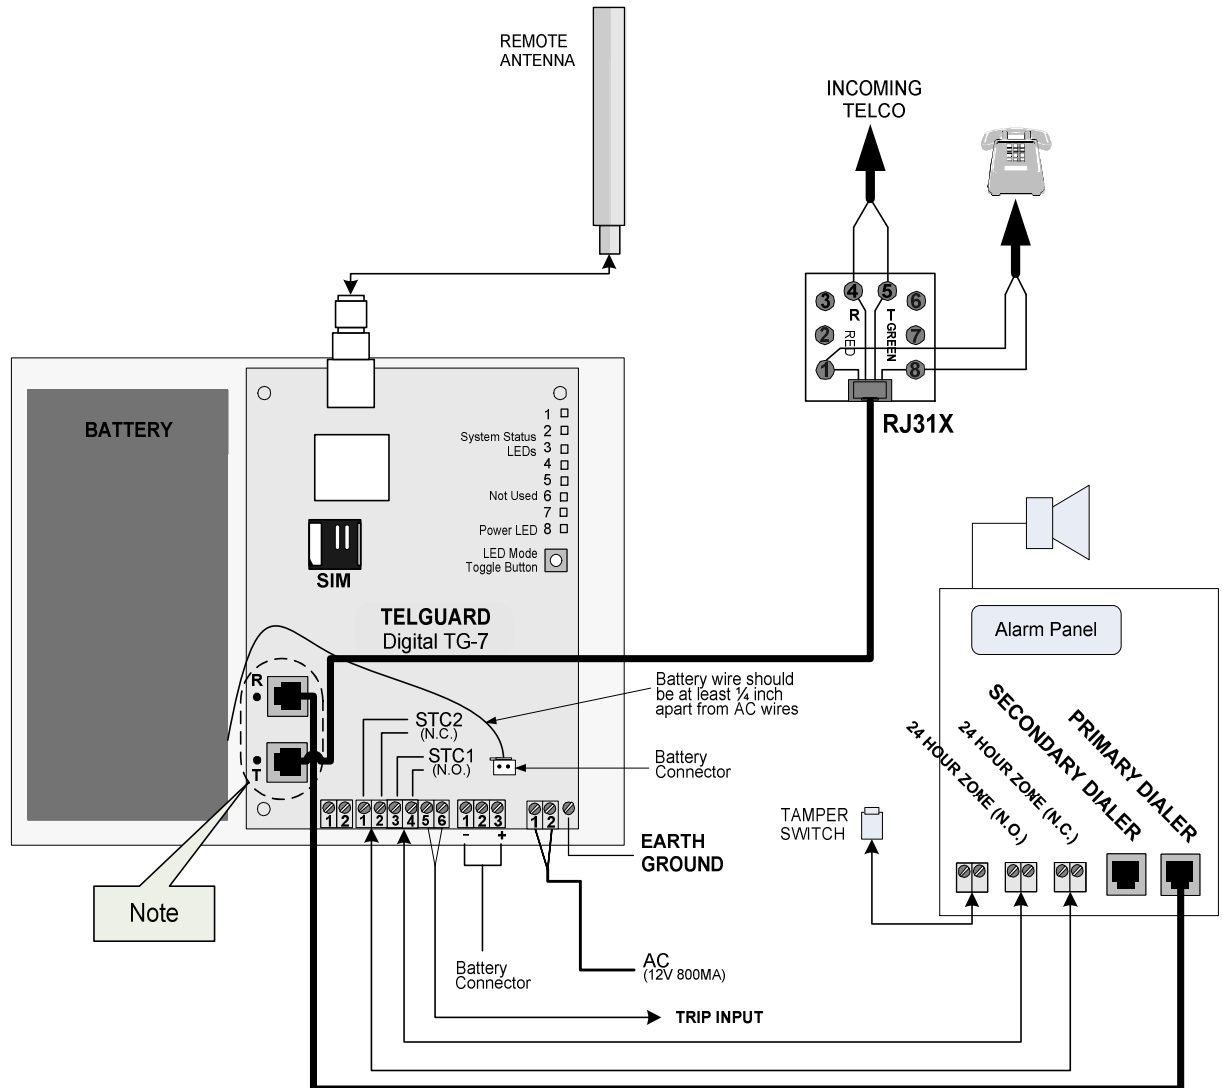 REMOTE
ANTENNA
INCOMING
TELCO
3
4
5
6
R
T
2
RED
GREEN
7
1
8
RJ31X
BATTERY
1
2
System Status
LEDs
3
4
5
Not Used
6
7
Power LED
8
LED Mode
Toggle Button
SIM
TELGUARD
Digital TG-7
Alarm Panel
R
T
Battery wire should
be at least ¼ inch
apart from AC wires
STC2
(N.C.)
STC1
(N.O.)
Battery
Connector
24 HOUR ZONE (N.O.)
24 HOUR ZONE (N.C.)
SECONDARY DIALER
PRIMARY DIALER
TAMPER
SWITCH
1 2
1 2 3 4 5 6
1 2 3
- +
1 2
EARTH
GROUND
Note
Battery
Connector
AC
(12V 800MA)
TRIP INPUT